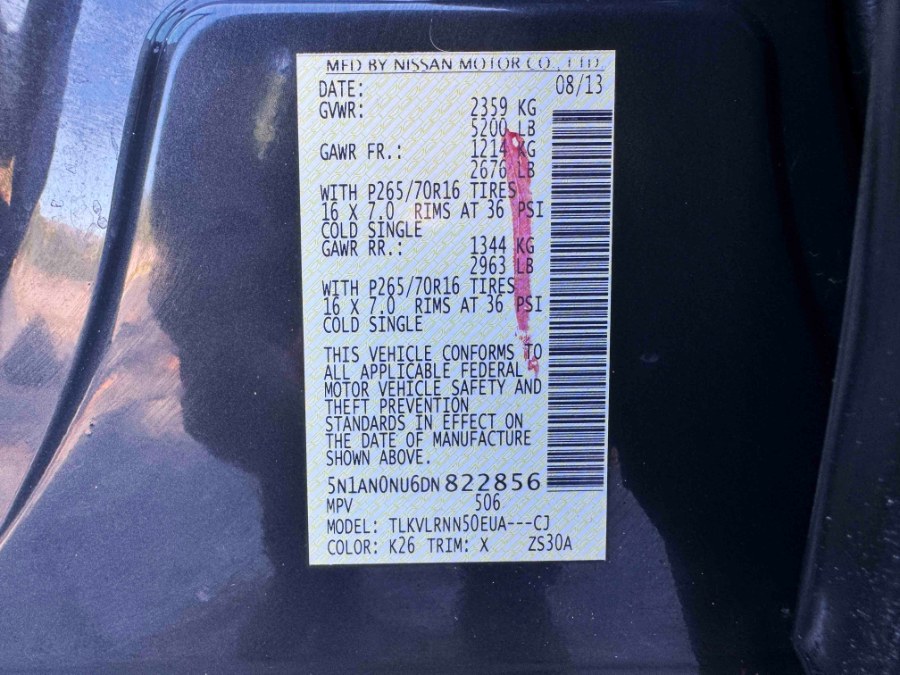 MFD BY NISSAN MOTOR CO., LTD.
DATE: 08/13
GVWR: 2359 KG
5200 LB
GAWR FR.: 1214 KG
2676 LB
WITH P265/70R16 TIRES
16 X 7.0 RIMS AT 36 PSI
COLD SINGLE
GAWR RR.: 1344 KG
2963 LB
WITH P265/70R16 TIRES
16 X 7.0 RIMS AT 36 PSI
COLD SINGLE
THIS VEHICLE CONFORMS TO
ALL APPLICABLE FEDERAL
MOTOR VEHICLE SAFETY AND
THEFT PREVENTION
STANDARDS IN EFFECT ON
THE DATE OF MANUFACTURE
SHOWN ABOVE.
5N1AN0NU6DN822856
MPV 506
MODEL: TLKVLRNN50EUA---CJ
COLOR: K26 TRIM: X ZS30A